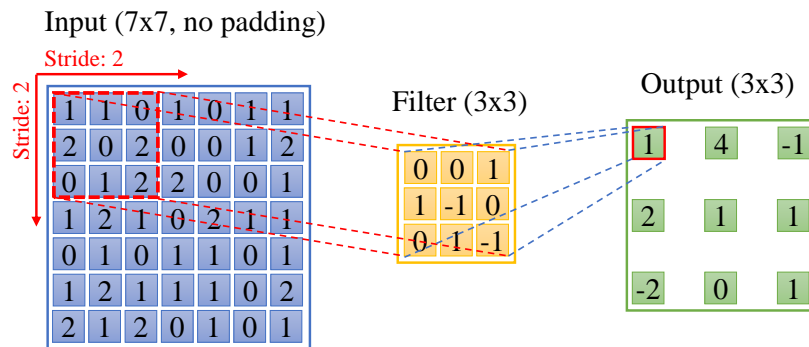 Input (7x7, no padding)
Stride: 2
Stride: 2
1 1 0 1 0 1 1
2 0 2 0 0 1 2
0 1 2 2 0 0 1
1 2 1 0 2 1 1
0 1 0 1 1 0 1
1 2 1 1 1 0 2
2 1 2 0 1 0 1
Filter (3x3)
0 0 1
1 -1 0
0 1 -1
Output (3x3)
1 4 -1
2 1 1
-2 0 1